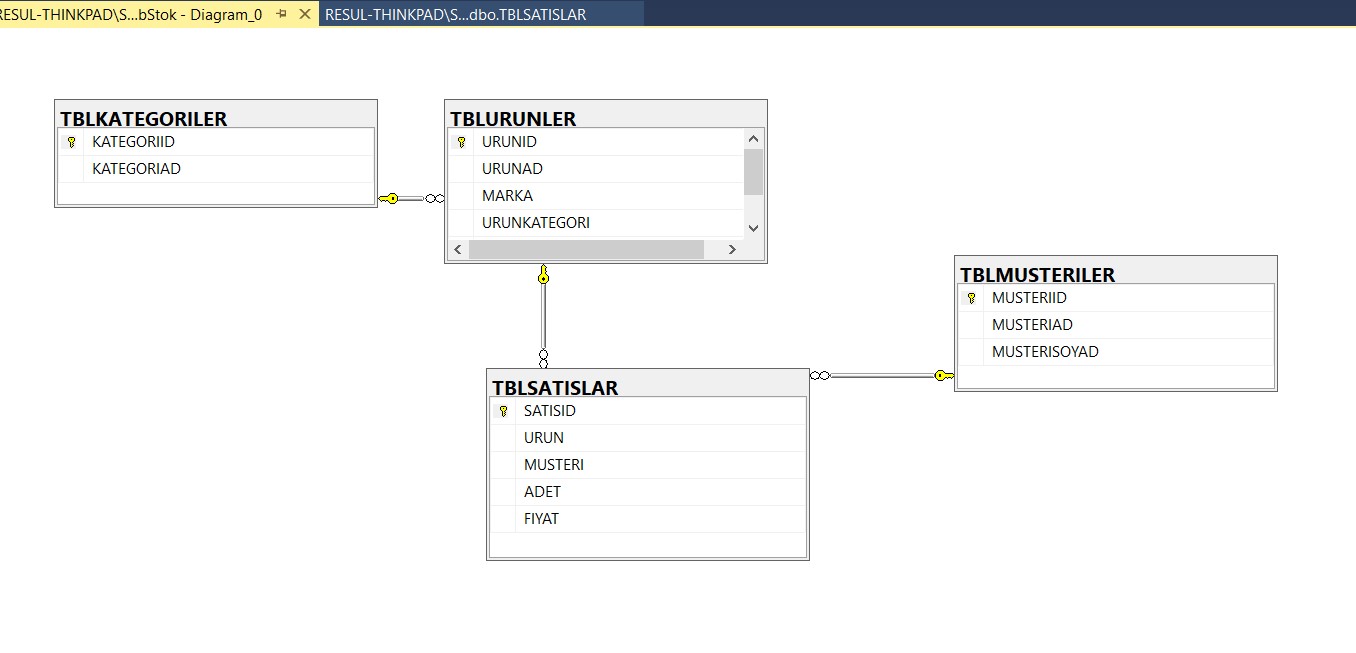 RESUL-THINKPAD\S...bStok - Diagram_0
RESUL-THINKPAD\S...dbo.TBLSATISLAR
TBLKATEGORILER
KATEGORIID
KATEGORIAD
TBLURUNLER
URUNID
URUNAD
MARKA
URUNKATEGORI
TBLMUSTERILER
MUSTERIID
MUSTERIAD
MUSTERISOYAD
TBLSATISLAR
SATISID
URUN
MUSTERI
ADET
FIYAT